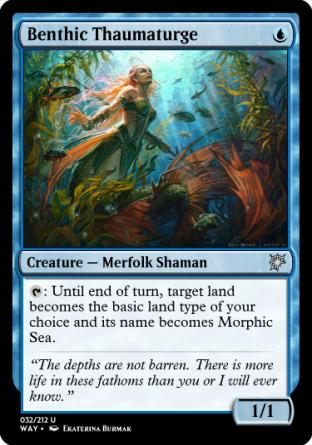 Benthic Thaumaturge
Creature — Merfolk Shaman
: Until end of turn, target land
becomes the basic land type of your
choice and its name becomes Morphic
Sea.
“The depths are not barren. There is more
life in these fathoms than you or I will ever
know.”
1/1
032/212 U
WAY • Ekaterina Burmak